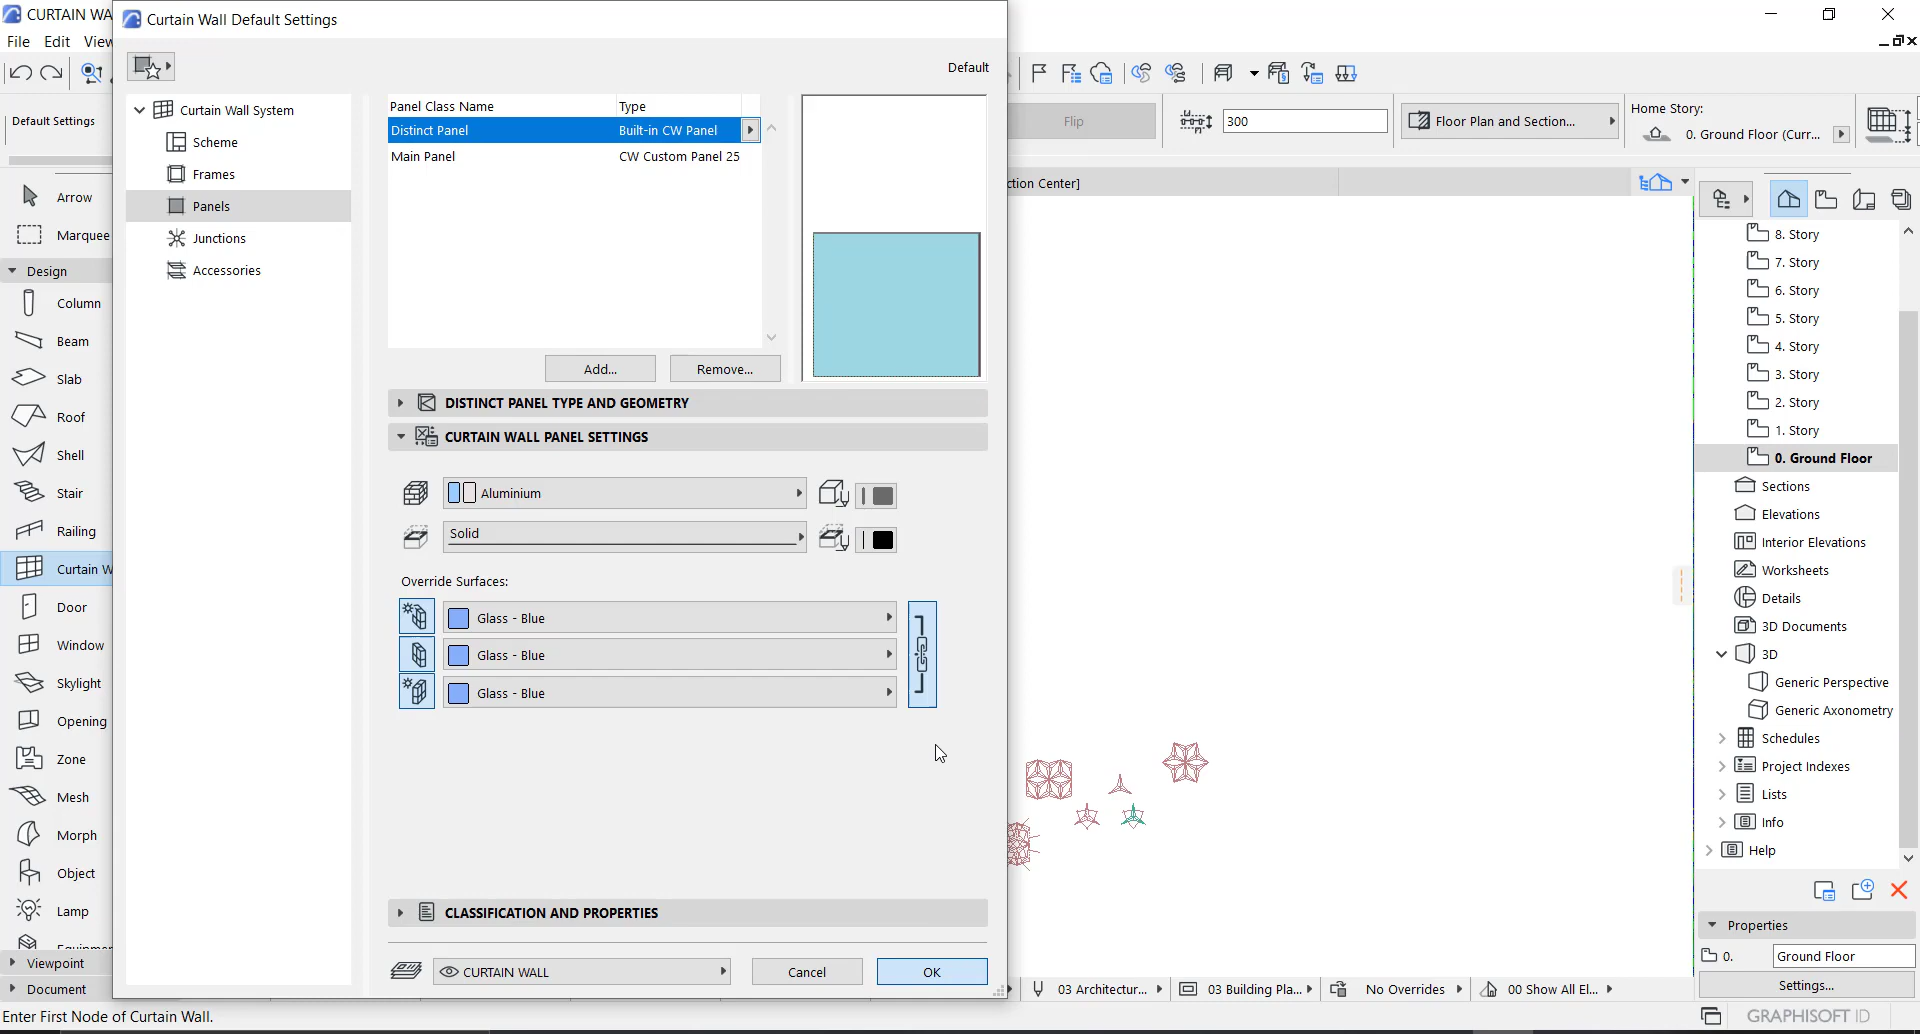 CURTAIN WA
Curtain Wall Default Settings
File Edit View
Default
Default Settings
Curtain Wall System
Scheme
Frames
Panels
Junctions
Accessories
Panel Class Name Type
Distinct Panel Built-in CW Panel
Main Panel CW Custom Panel 25
Add...
Remove...
DISTINCT PANEL TYPE AND GEOMETRY
CURTAIN WALL PANEL SETTINGS
Aluminium
Solid
Override Surfaces:
Glass - Blue
Glass - Blue
Glass - Blue
CLASSIFICATION AND PROPERTIES
CURTAIN WALL
Cancel
OK
Arrow
Marquee
Design
Column
Beam
Slab
Roof
Shell
Stair
Railing
Curtain W
Door
Window
Skylight
Opening
Zone
Mesh
Morph
Object
Lamp
Viewpoint
Document
Enter First Node of Curtain Wall.
Flip
300
Floor Plan and Section...
Home Story:
0. Ground Floor (Curr...
ction Center]
8. Story
7. Story
6. Story
5. Story
4. Story
3. Story
2. Story
1. Story
0. Ground Floor
Sections
Elevations
Interior Elevations
Worksheets
Details
3D Documents
3D
Generic Perspective
Generic Axonometry
Schedules
Project Indexes
Lists
Info
Help
Properties
0. Ground Floor
Settings...
03 Architectur...
03 Building Pla...
No Overrides
00 Show All El...
GRAPHISOFT ID